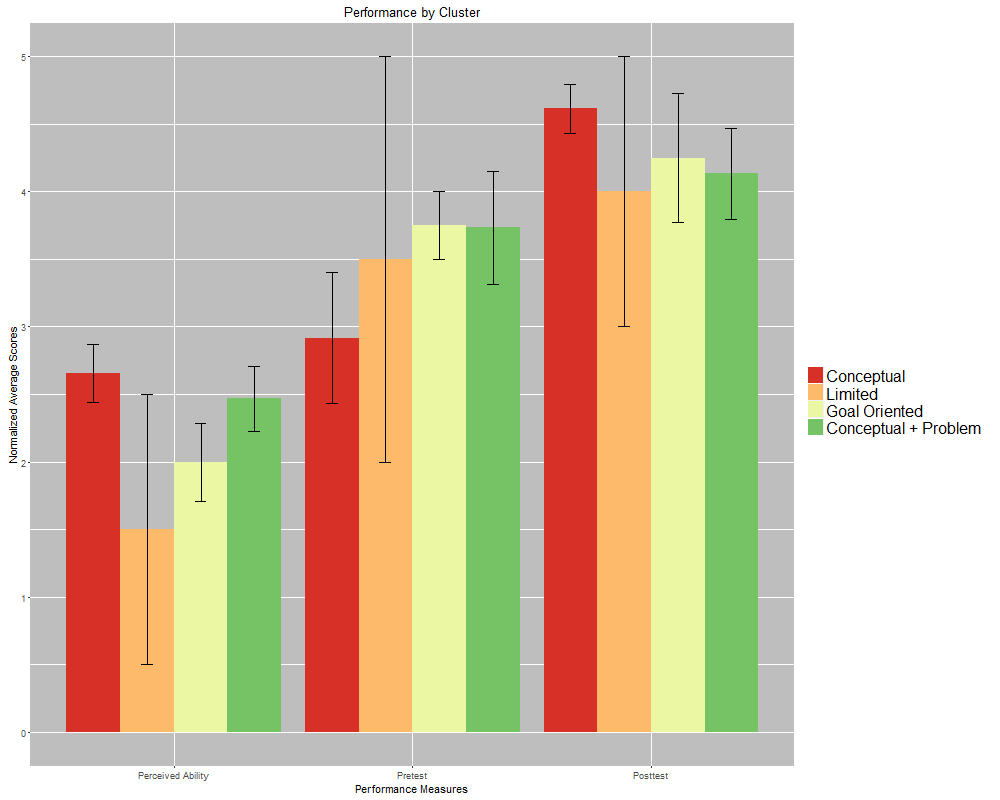 Performance by Cluster
Normalized Average Scores
5
4
3
2
1
0
Perceived Ability
Pretest
Posttest
Performance Measures
Conceptual
Limited
Goal Oriented
Conceptual + Problem